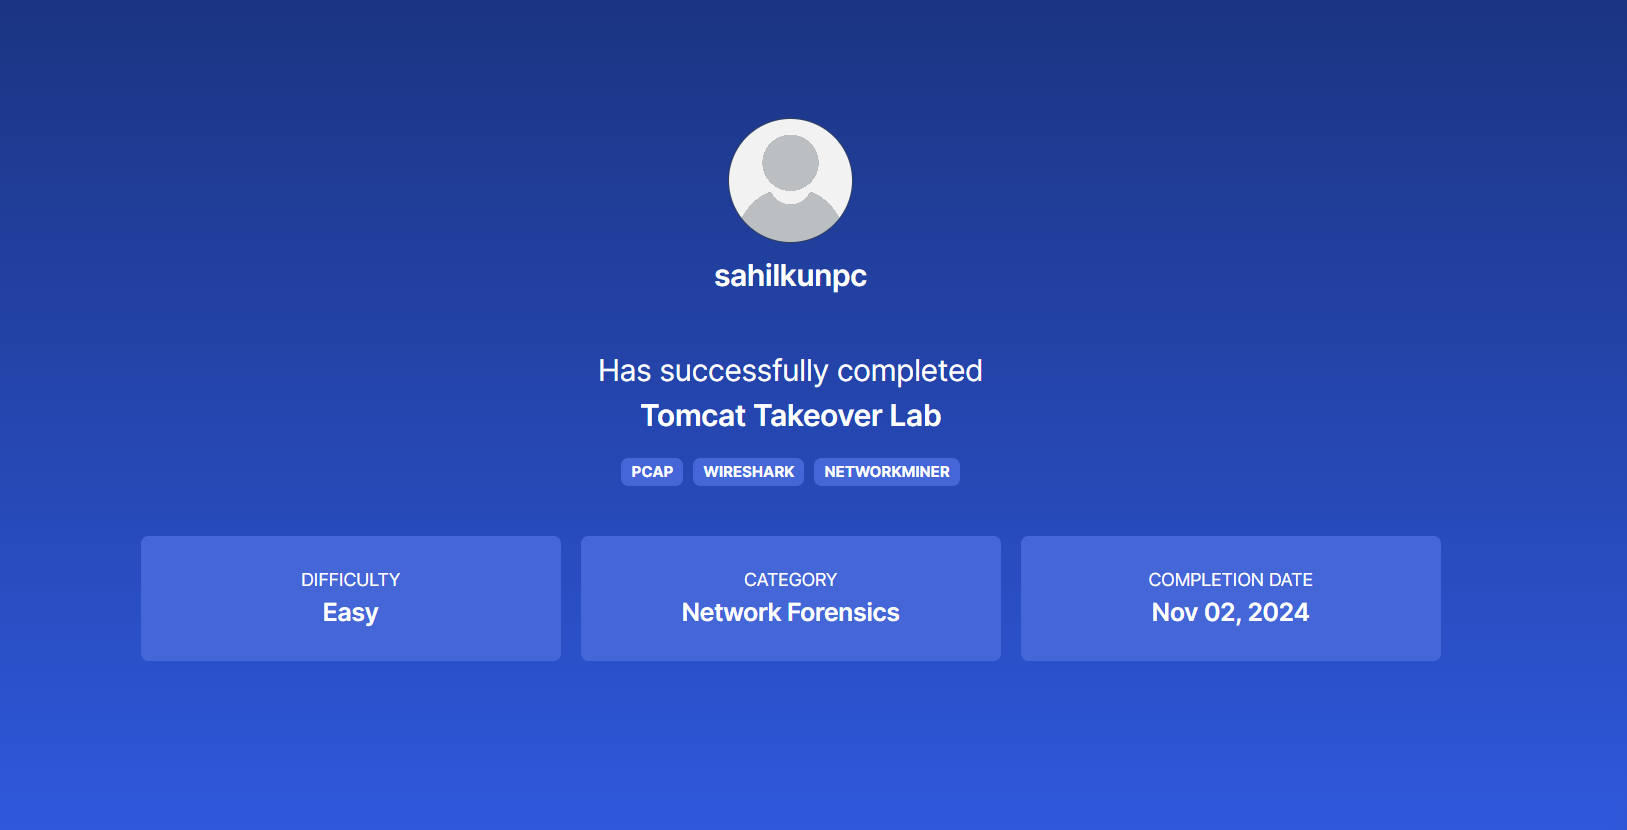 sahilkunpc
Has successfully completed
Tomcat Takeover Lab
PCAP WIRESHARK NETWORKMINER
DIFFICULTY
Easy
CATEGORY
Network Forensics
COMPLETION DATE
Nov 02, 2024